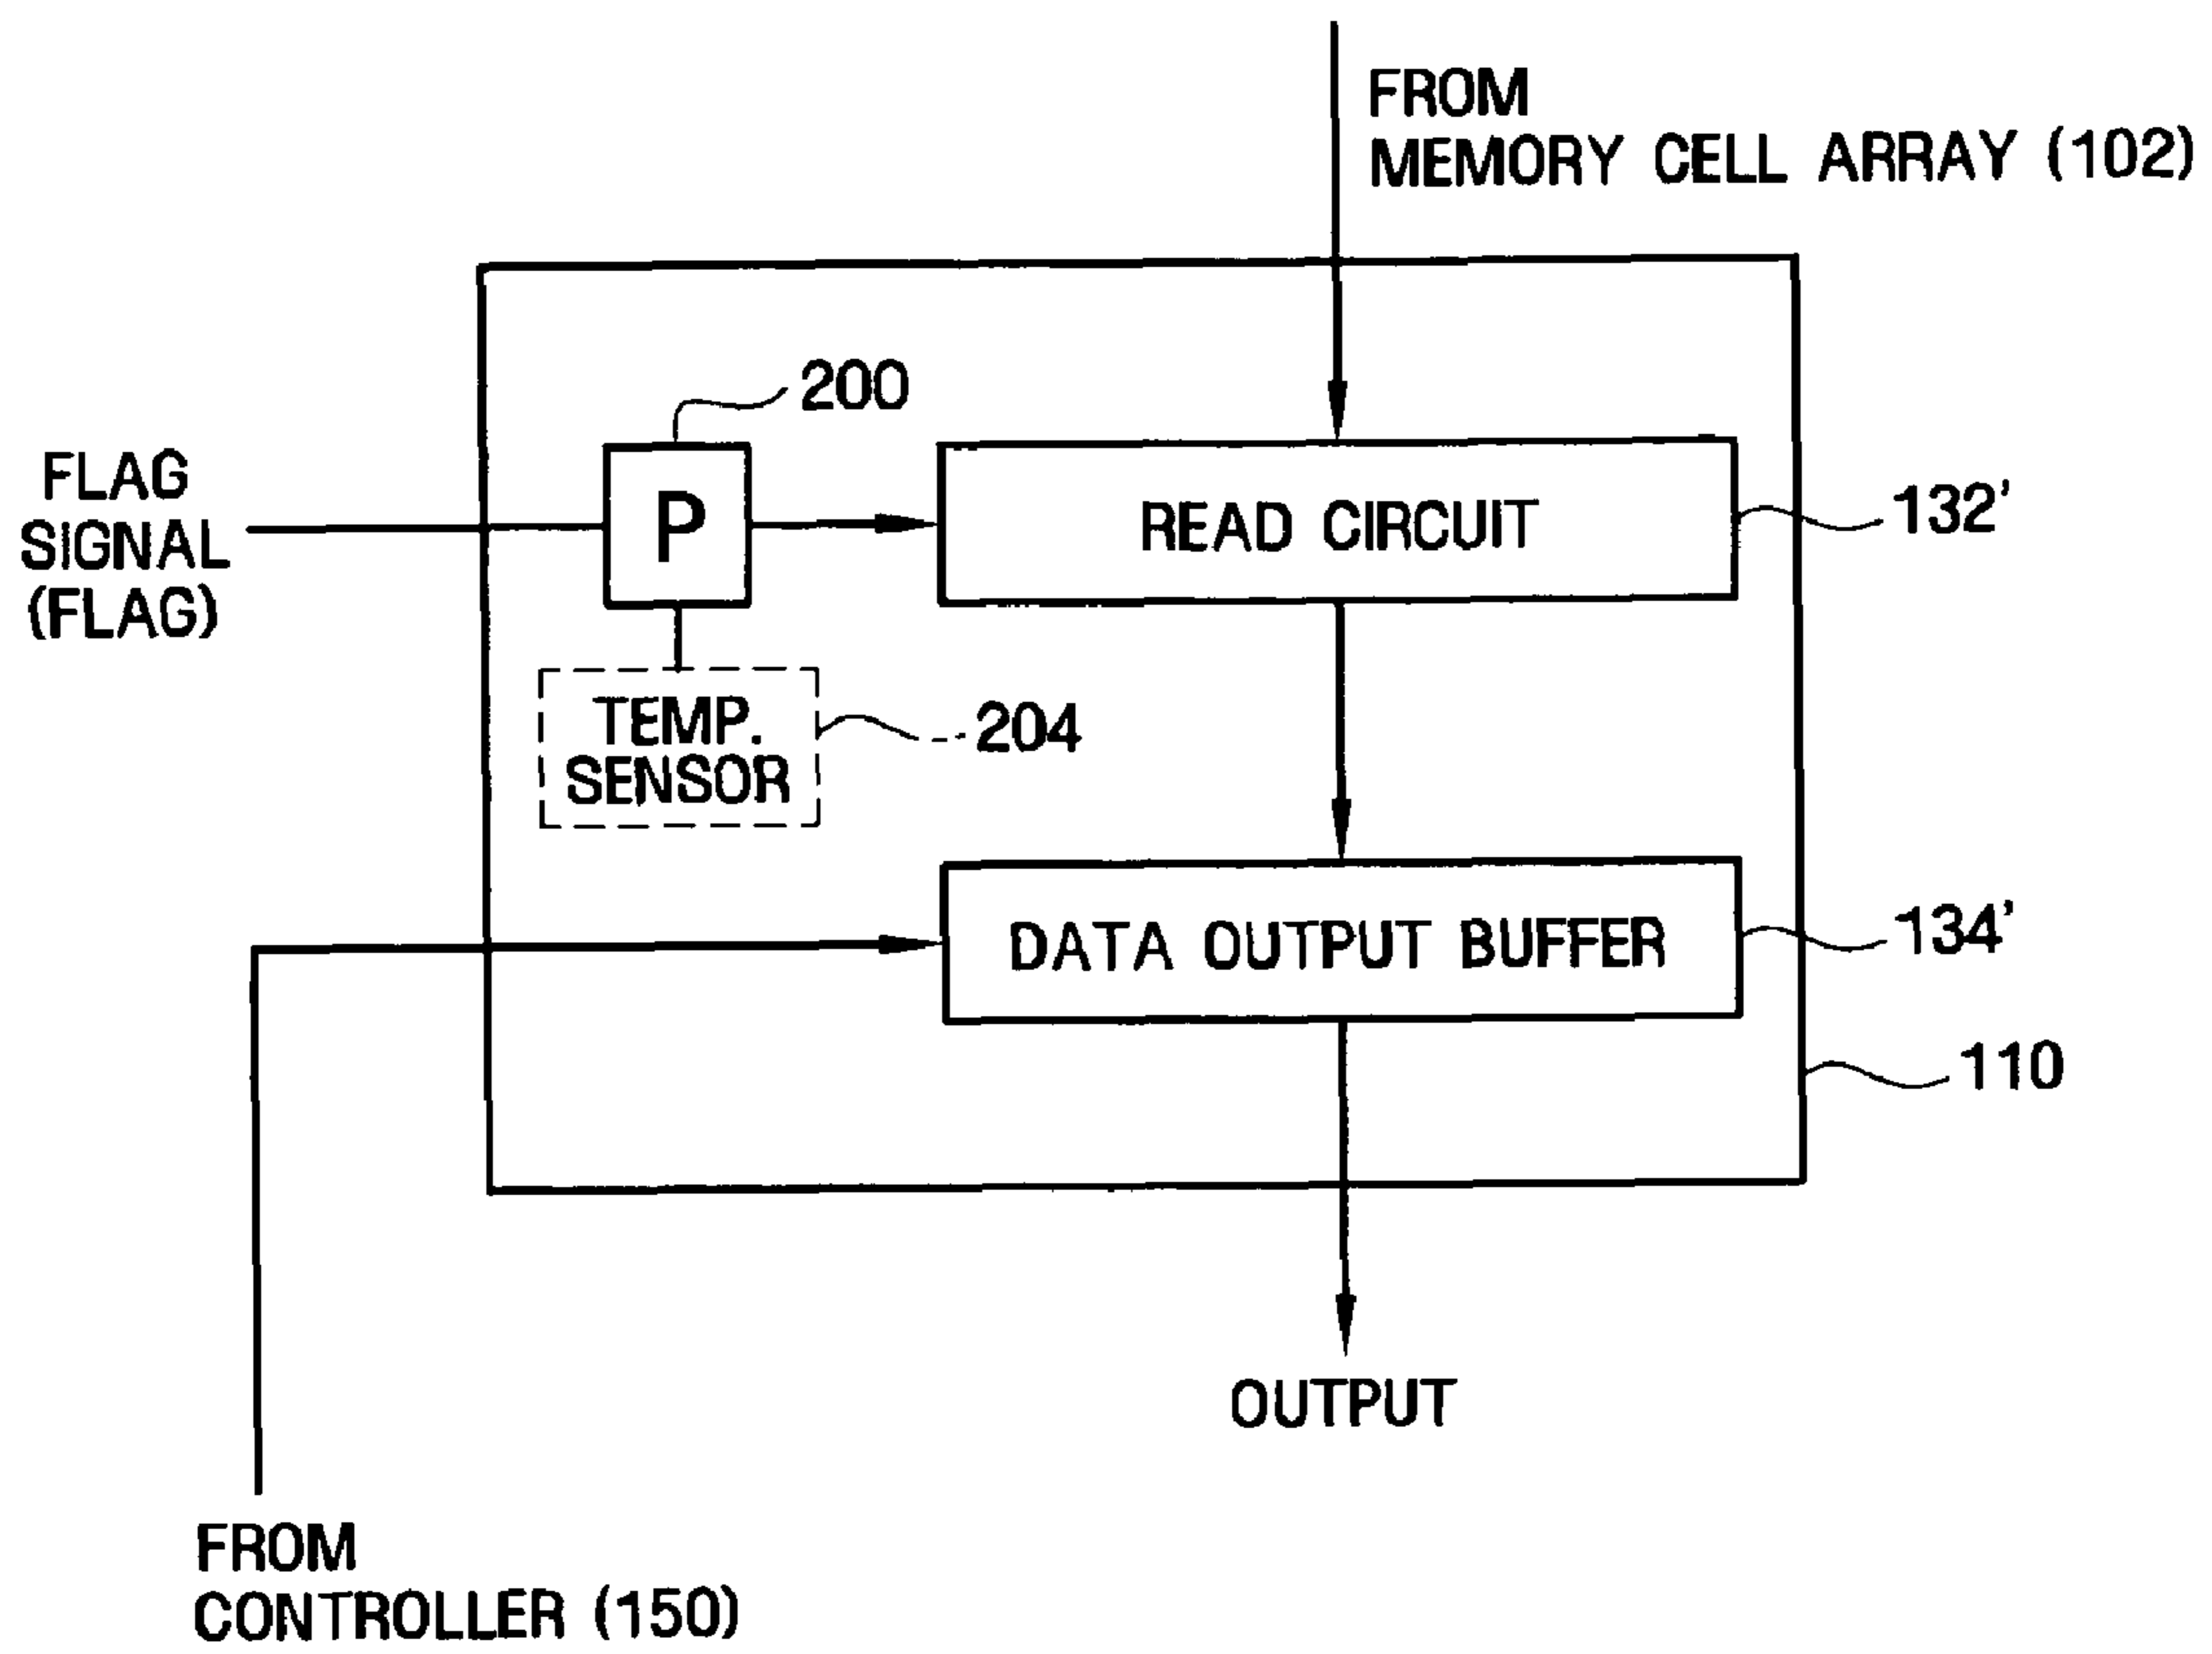 FROM
MEMORY CELL ARRAY (102)
200
FLAG
SIGNAL
(FLAG)
P
READ CIRCUIT
132'
TEMP.
SENSOR
204
DATA OUTPUT BUFFER
134'
110
OUTPUT
FROM
CONTROLLER (150)